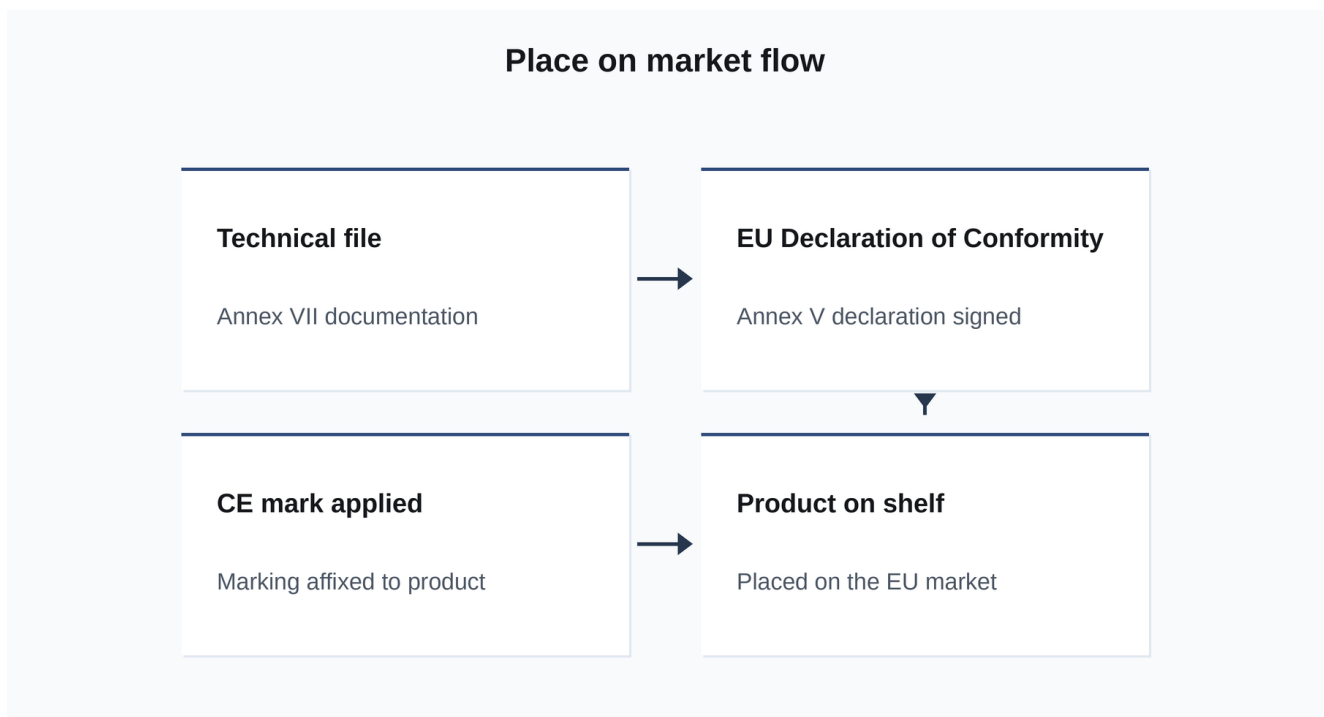 Place on market flow
Technical file
Annex VII documentation
EU Declaration of Conformity
Annex V declaration signed
CE mark applied
Marking affixed to product
Product on shelf
Placed on the EU market